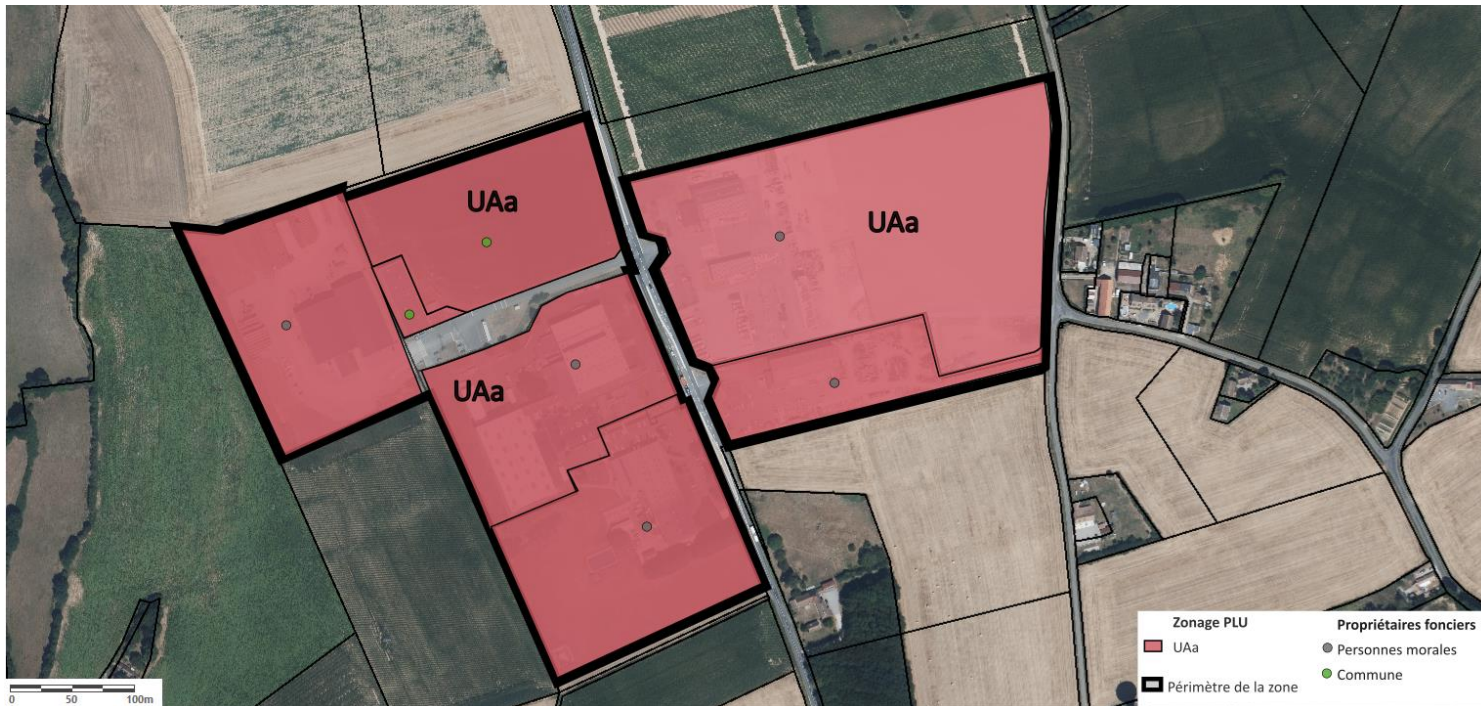 UAa
UAa
UAa
Zonage PLU
UAa
Périmètre de la zone
Propriétaires fonciers
Personnes morales
Commune
0 50 100m